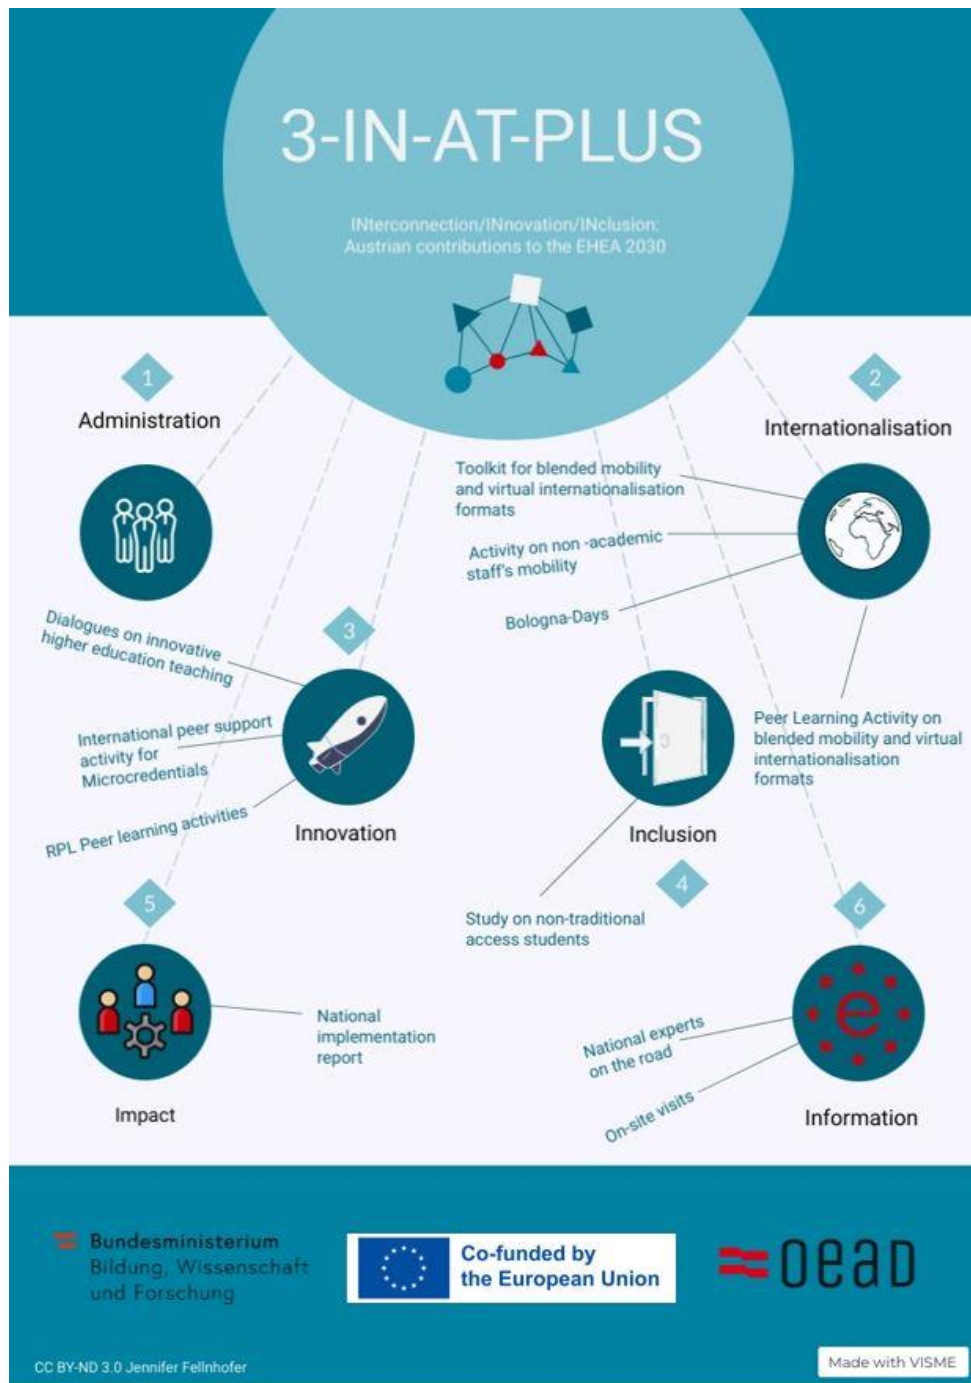 3-IN-AT-PLUS
INterconnection/INnovation/INclusion:
Austrian contributions to the EHEA 2030
1
Administration
2
Internationalisation
Toolkit for blended mobility
and virtual internationalisation
formats
Activity on non -academic
staff's mobility
Bologna-Days
Peer Learning Activity on
blended mobility and virtual
internationalisation
formats
3
Dialogues on innovative
higher education teaching
International peer support
activity for
Microcredentials
RPL Peer learning activities
Innovation
Inclusion
4
Study on non-traditional
access students
5
National
implementation
report
Impact
6
e
National experts
on the road
On-site visits
Information
Bundesministerium
Bildung, Wissenschaft
und Forschung
Co-funded by
the European Union
OeAD
CC BY-ND 3.0 Jennifer Fellnhofer
Made with VISME